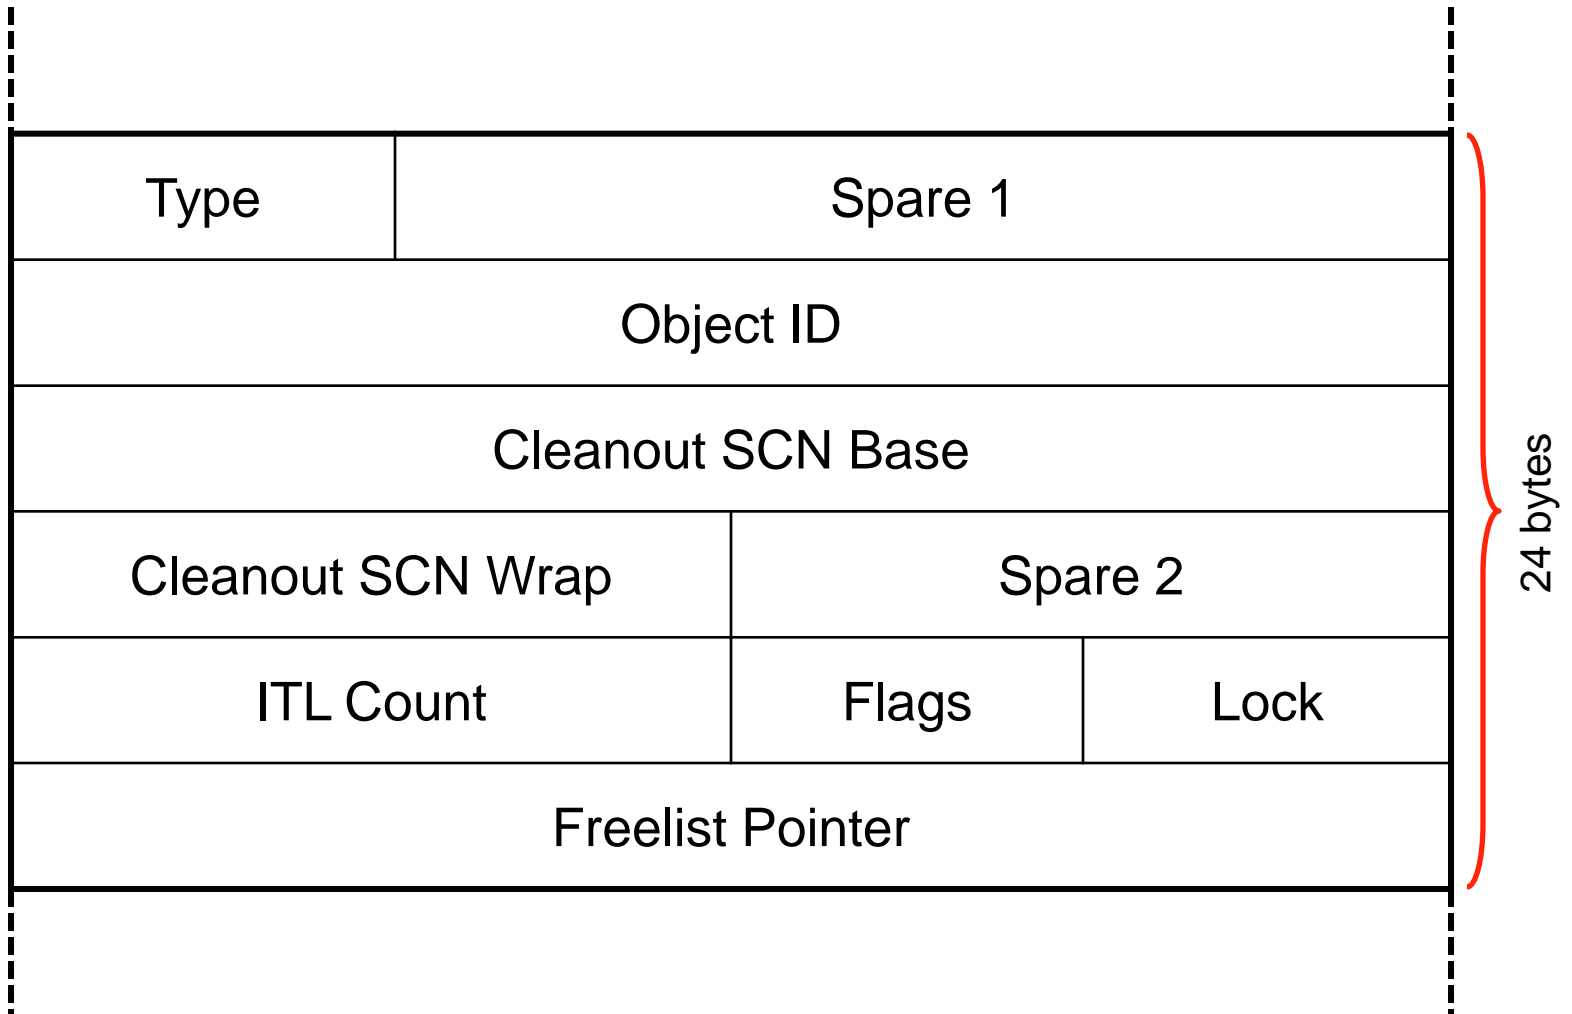 Type
Spare 1
Object ID
Cleanout SCN Base
Cleanout SCN Wrap
Spare 2
ITL Count
Flags
Lock
Freelist Pointer
24 bytes